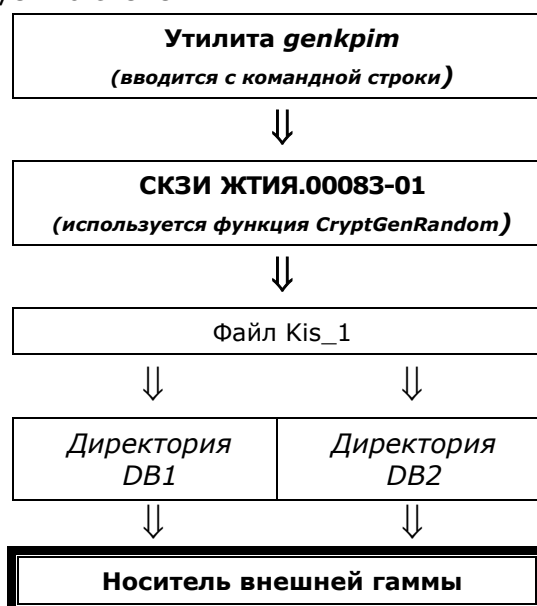 Утилита genkpim
(вводится с командной строки)
⇓
СКЗИ ЖТИЯ.00083-01
(используется функция CryptGenRandom)
⇓
Файл Kis_1
⇓ ⇓
Директория Директория
DB1 DB2
⇓ ⇓
Носитель внешней гаммы